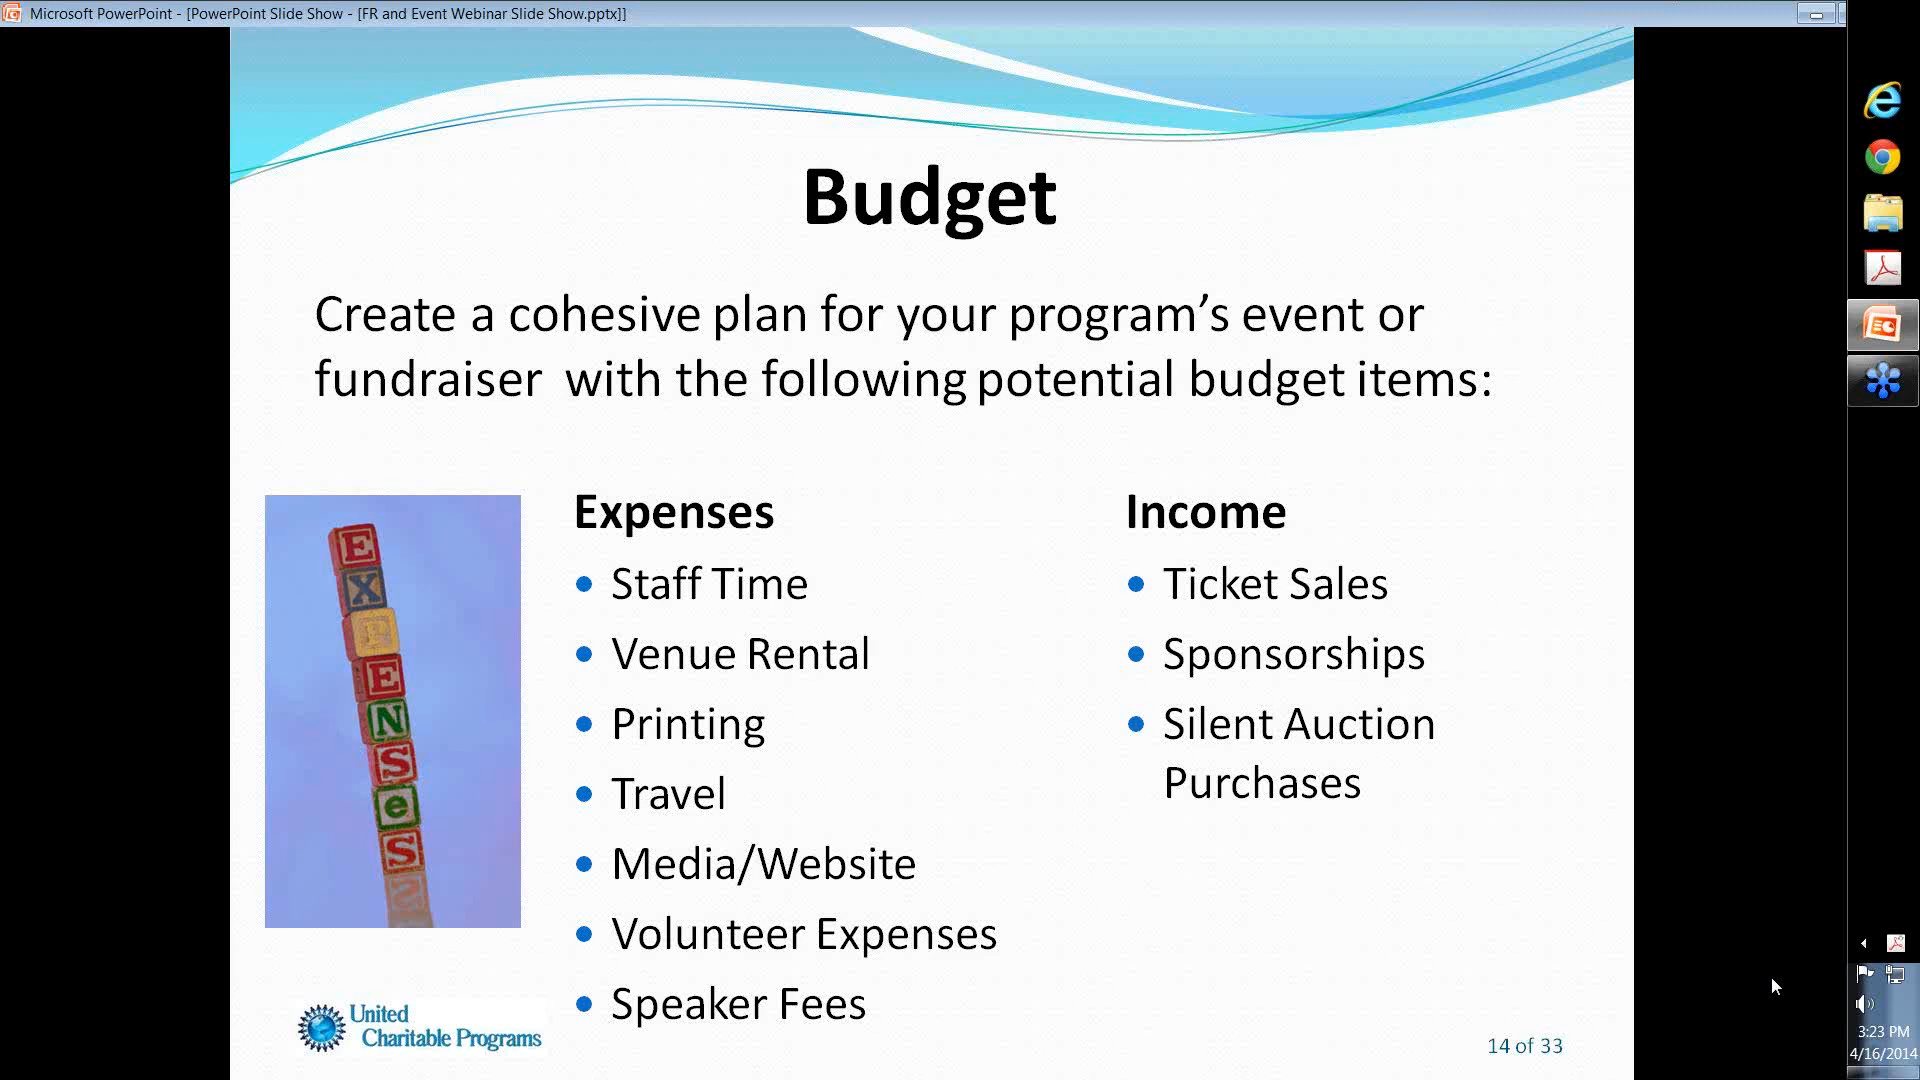 Microsoft PowerPoint - [PowerPoint Slide Show - [FR and Event Webinar Slide Show.pptx]]
Budget
Create a cohesive plan for your program’s event or
fundraiser with the following potential budget items:
EXPENSeS
Expenses
• Staff Time
• Venue Rental
• Printing
• Travel
• Media/Website
• Volunteer Expenses
• Speaker Fees
Income
• Ticket Sales
• Sponsorships
• Silent Auction
Purchases
United
Charitable Programs
14 of 33
3:23 PM
4/16/2014